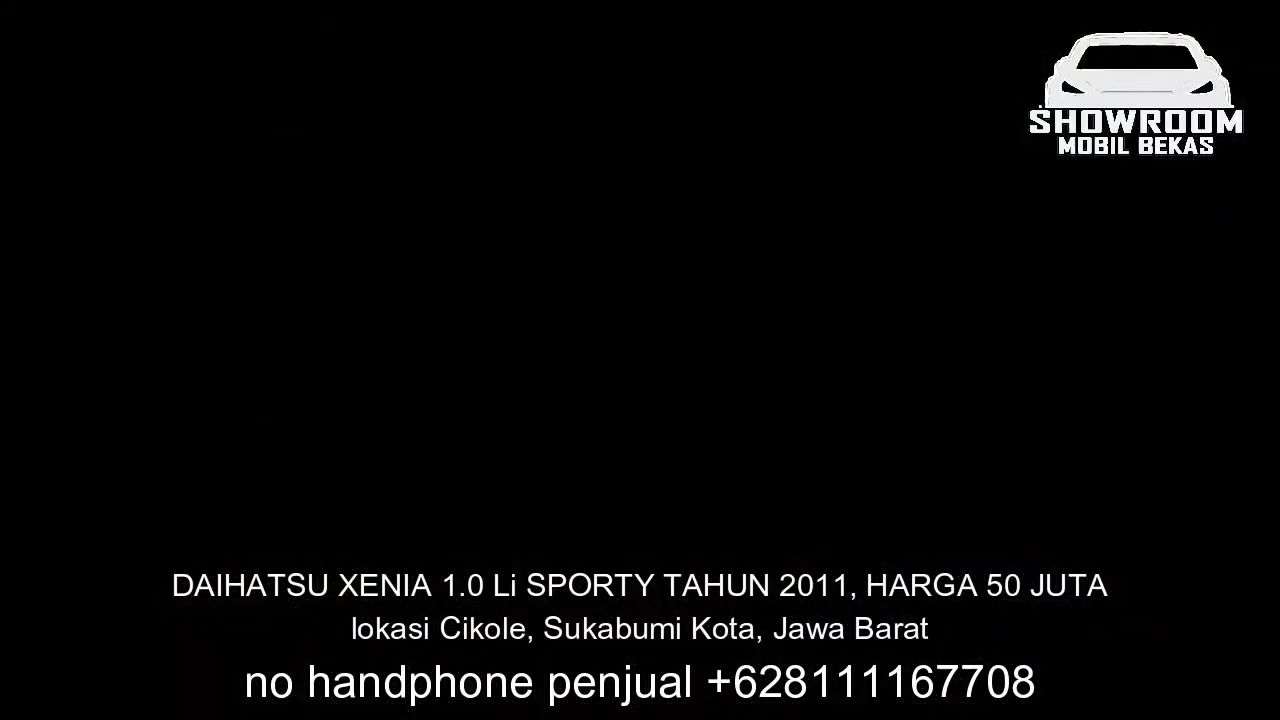 SHOWROOM
MOBIL BEKAS
DAIHATSU XENIA 1.0 Li SPORTY TAHUN 2011, HARGA 50 JUTA
lokasi Cikole, Sukabumi Kota, Jawa Barat
no handphone penjual +628111167708